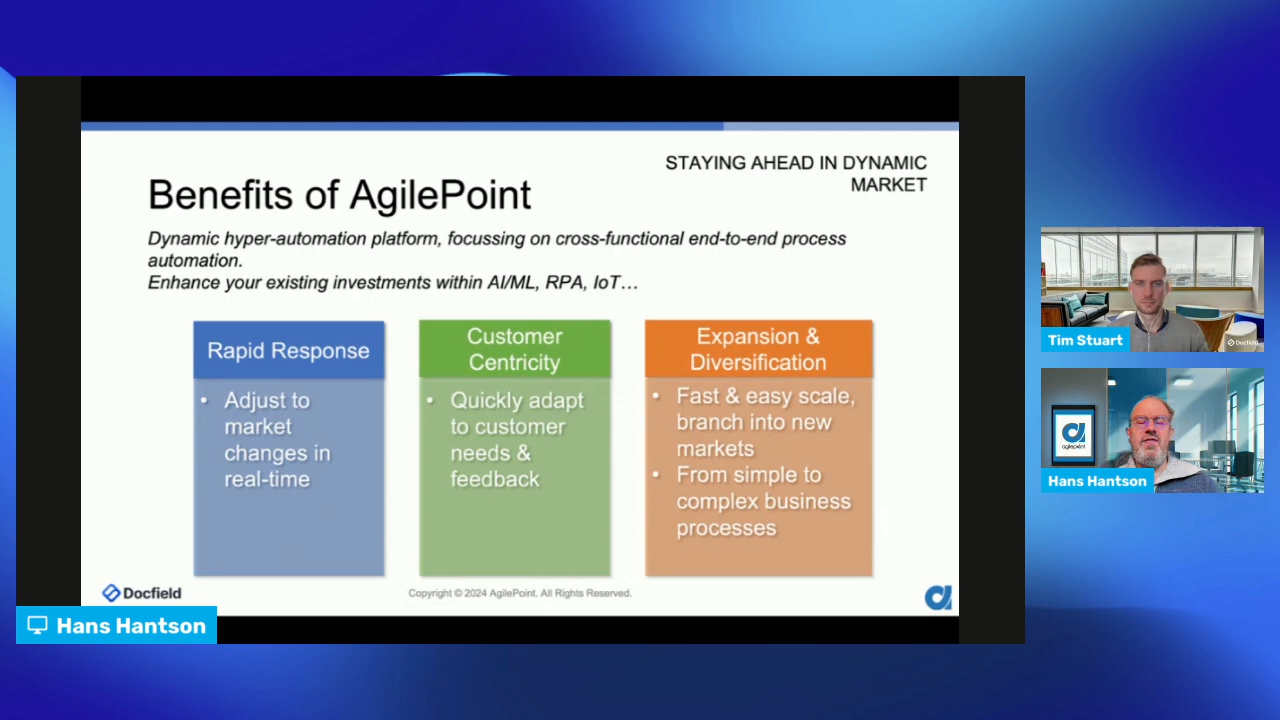 STAYING AHEAD IN DYNAMIC
MARKET
Benefits of AgilePoint
Dynamic hyper-automation platform, focussing on cross-functional end-to-end process
automation.
Enhance your existing investments within AI/ML, RPA, IoT…
Rapid Response
• Adjust to
market
changes in
real-time
Customer
Centricity
• Quickly adapt
to customer
needs &
feedback
Expansion &
Diversification
• Fast & easy scale,
branch into new
markets
• From simple to
complex business
processes
Docfield
Copyright © 2024 AgilePoint. All Rights Reserved.
Hans Hantson
Docfield
Tim Stuart
agilepoint
Hans Hantson